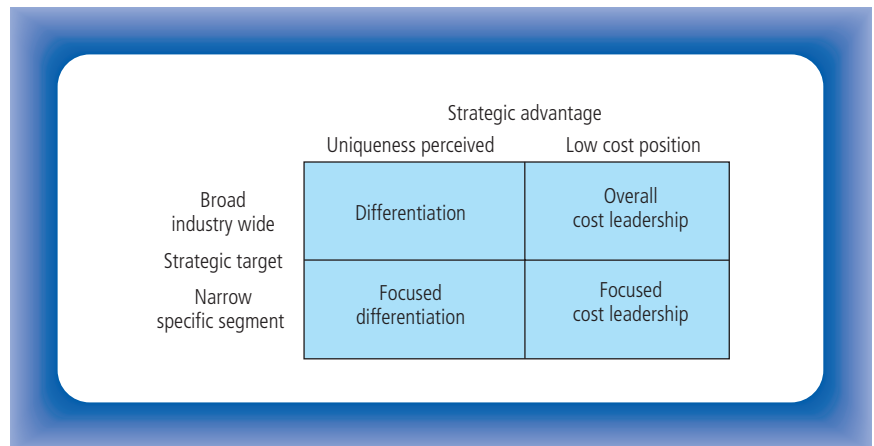 Strategic advantage
Uniqueness perceived
Low cost position
Broad
industry wide
Differentiation
Overall
cost leadership
Strategic target
Narrow
specific segment
Focused
differentiation
Focused
cost leadership